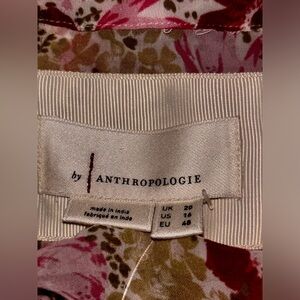 by | ANTHROPOLOGIE
made in india
fabriqué en Inde
UK 20
US 16
EU 48